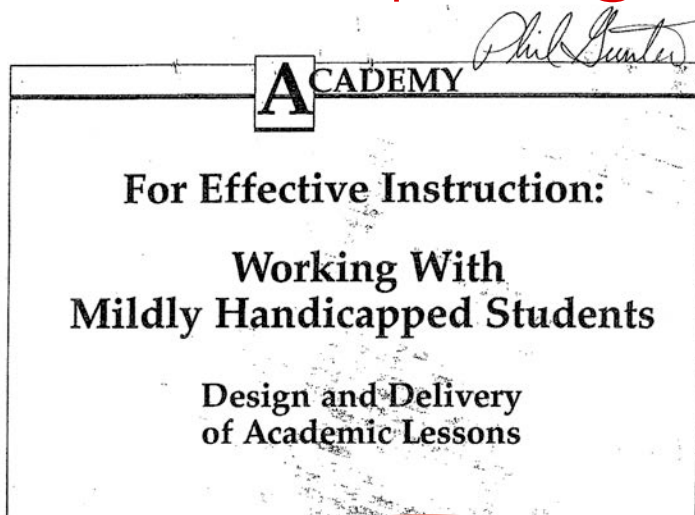 Phil Gunter
ACADEMY
For Effective Instruction:
Working With
Mildly Handicapped Students
Design and Delivery
of Academic Lessons